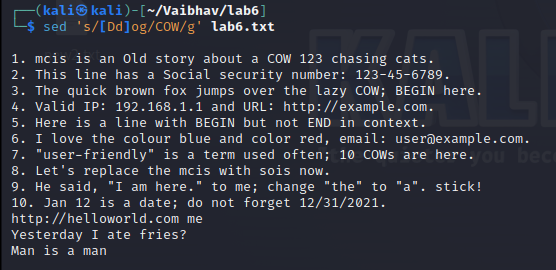 ┌──(kali㉿kali)-[~/Vaibhav/lab6]
└─$ sed 's/[Dd]og/COW/g' lab6.txt
1. mcis is an Old story about a COW 123 chasing cats.
2. This line has a Social security number: 123-45-6789.
3. The quick brown fox jumps over the lazy COW; BEGIN here.
4. Valid IP: 192.168.1.1 and URL: http://example.com.
5. Here is a line with BEGIN but not END in context.
6. I love the colour blue and color red, email: user@example.com.
7. "user-friendly" is a term used often; 10 COWs are here.
8. Let's replace the mcis with sois now.
9. He said, "I am here." to me; change "the" to "a". stick!
10. Jan 12 is a date; do not forget 12/31/2021.
http://helloworld.com me
Yesterday I ate fries?
Man is a man